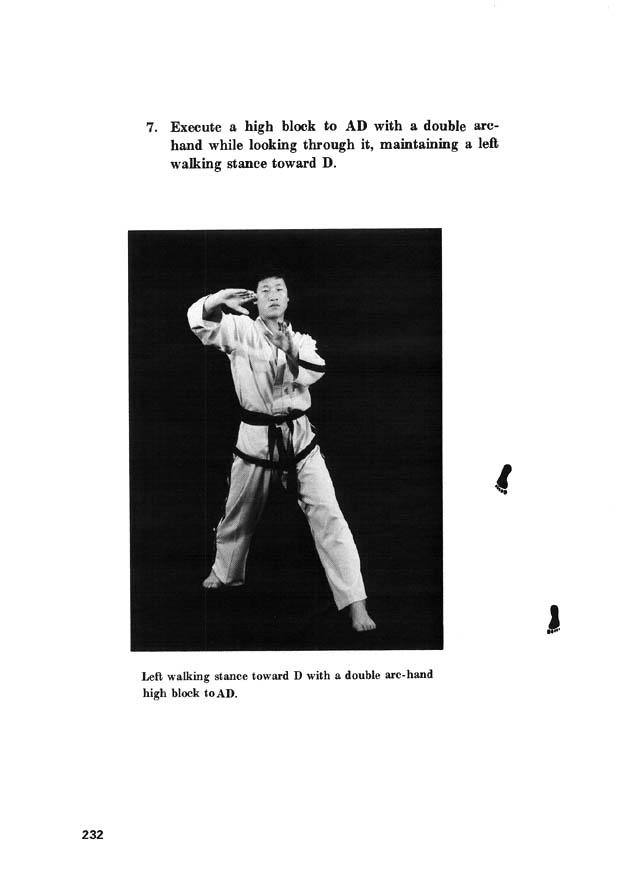 7. Execute a high block to AD with a double arc-
hand while looking through it, maintaining a left
walking stance toward D.
Left walking stance toward D with a double arc-hand
high block to AD.
232